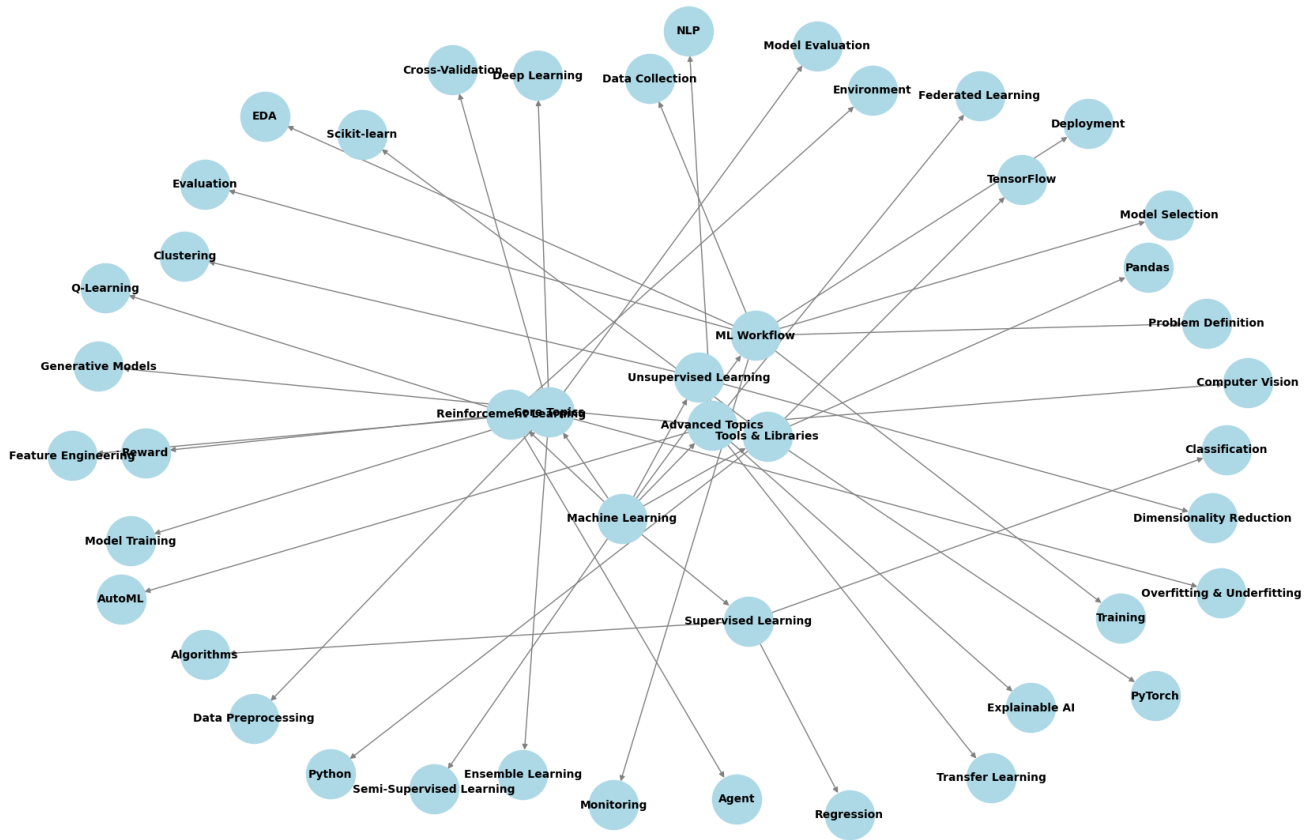 NLP
Model Evaluation
Cross-Validation
Deep Learning
Data Collection
Environment
Federated Learning
EDA
Scikit-learn
Deployment
Evaluation
TensorFlow
Model Selection
Clustering
Pandas
Q-Learning
Problem Definition
ML Workflow
Generative Models
Unsupervised Learning
Computer Vision
Reinforcement Learning
Core Topics
Advanced Topics
Tools & Libraries
Feature Engineering
Reward
Classification
Machine Learning
Dimensionality Reduction
Model Training
AutoML
Overfitting & Underfitting
Supervised Learning
Training
Algorithms
Data Preprocessing
Explainable AI
PyTorch
Python
Semi-Supervised Learning
Ensemble Learning
Transfer Learning
Monitoring
Agent
Regression